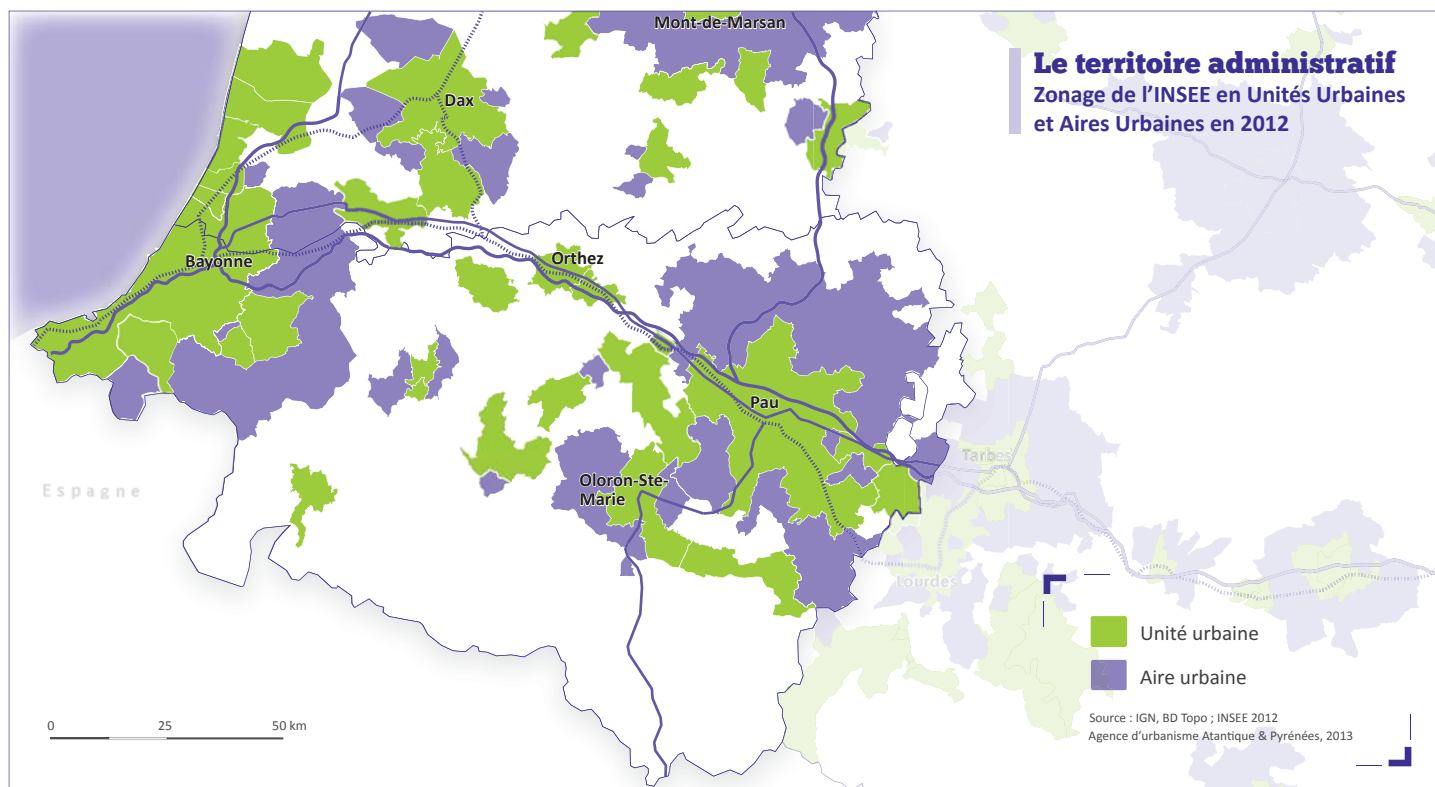 Mont-de-Marsan
Le territoire administratif
Zonage de l'INSEE en Unités Urbaines
et Aires Urbaines en 2012
Dax
Bayonne
Orthez
Pau
Tarbes
Oloron-Ste-
Marie
Espagne
Lourdes
Unité urbaine
Aire urbaine
0 25 50 km
Source : IGN, BD Topo ; INSEE 2012
Agence d'urbanisme Atantique & Pyrénées, 2013